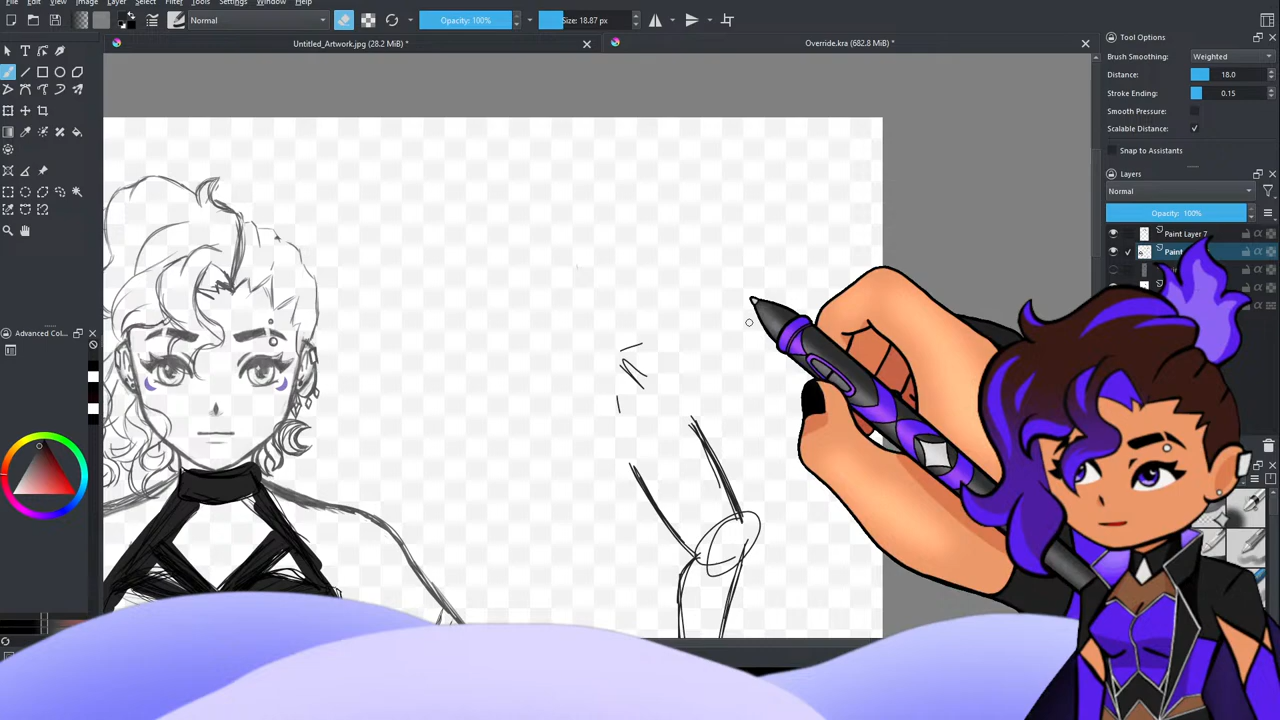 File Edit View Image Layer Select Filter Tools Settings Window Help
Normal
Opacity: 100%
Size: 18.87 px
Untitled_Artwork.jpg (28.2 MiB) *
Override.kra (682.8 MiB) *
Tool Options
Brush Smoothing: Weighted
Distance: 18.0
Stroke Ending: 0.15
Smooth Pressure:
Scalable Distance:
Snap to Assistants
Layers
Normal
Opacity: 100%
Paint Layer 7
Paint
Advanced Col...